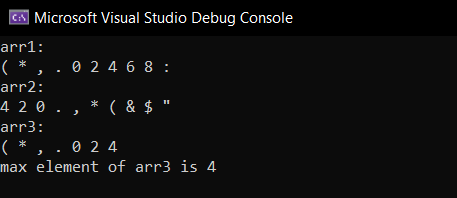 C:\ Microsoft Visual Studio Debug Console
arr1:
( * , . 0 2 4 6 8 :
arr2:
4 2 0 . , * ( & $ "
arr3:
( * , . 0 2 4
max element of arr3 is 4